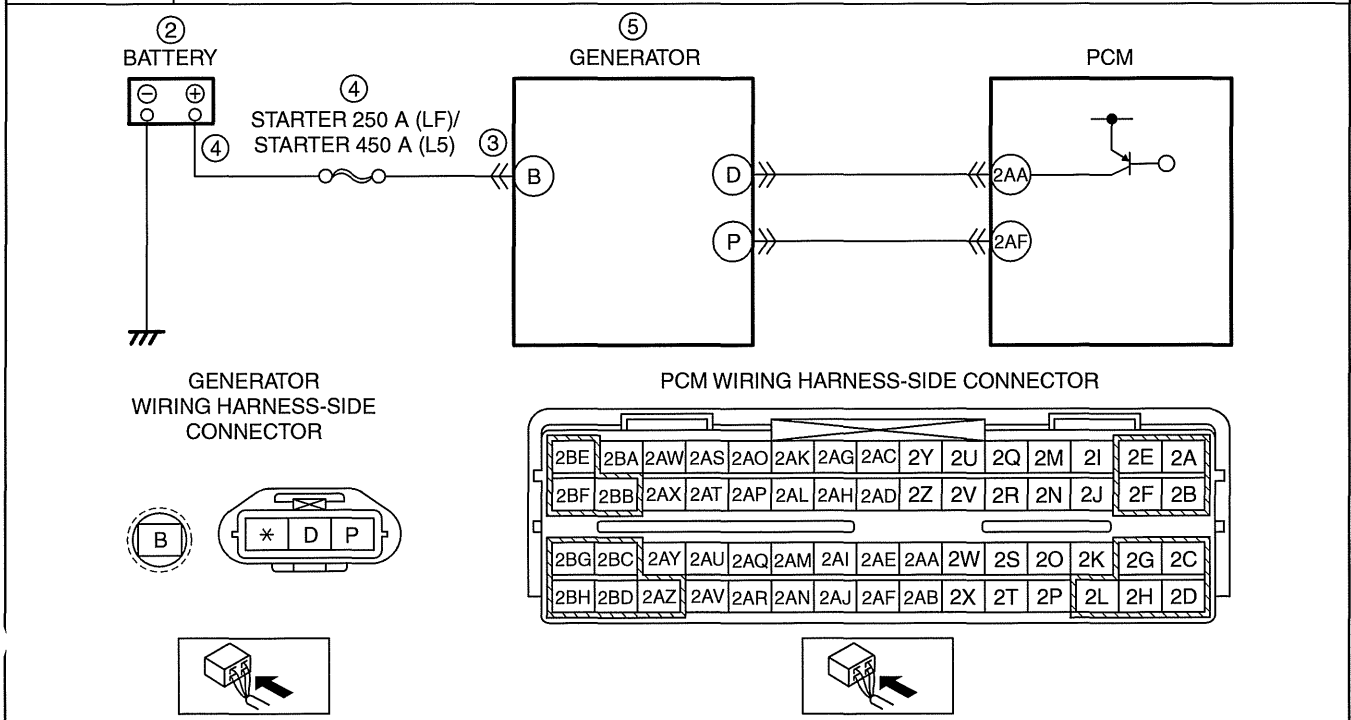 ②
BATTERY
⊖ ⊕
④
④
STARTER 250 A (LF)/
STARTER 450 A (L5)
③
⑤
GENERATOR
B
D
P
PCM
2AA
2AF
GENERATOR
WIRING HARNESS-SIDE
CONNECTOR
B
* D P
PCM WIRING HARNESS-SIDE CONNECTOR
2BE 2BA 2AW 2AS 2AO 2AK 2AG 2AC 2Y 2U 2Q 2M 2I 2E 2A
2BF 2BB 2AX 2AT 2AP 2AL 2AH 2AD 2Z 2V 2R 2N 2J 2F 2B
2BG 2BC 2AY 2AU 2AQ 2AM 2AI 2AE 2AA 2W 2S 2O 2K 2G 2C
2BH 2BD 2AZ 2AV 2AR 2AN 2AJ 2AF 2AB 2X 2T 2P 2L 2H 2D